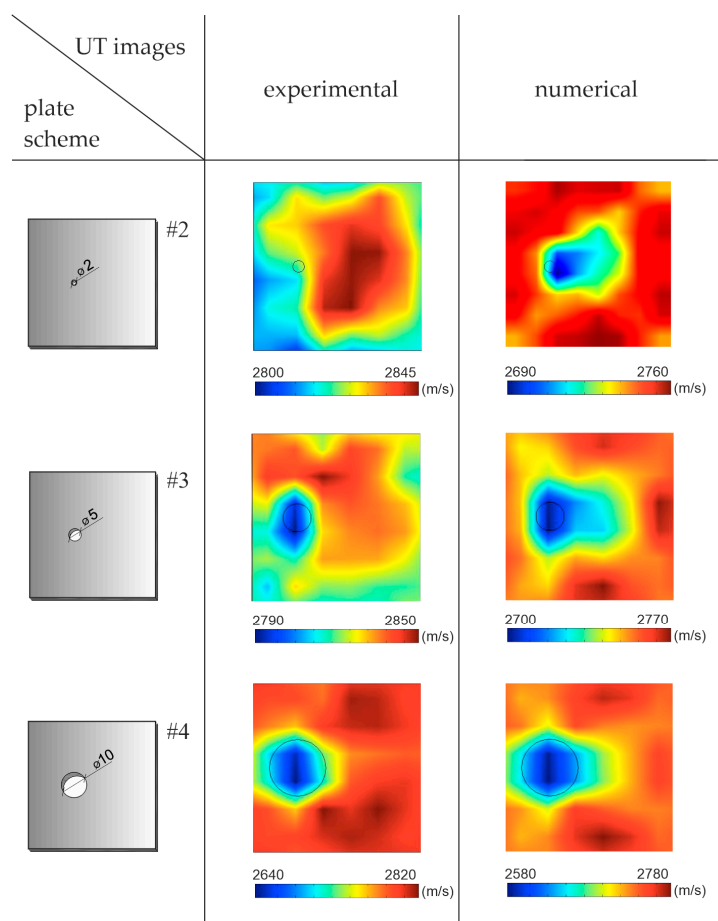 UT images
plate
scheme
experimental
numerical
#2
ø2
2800 2845 (m/s)
2690 2760 (m/s)
#3
ø5
2790 2850 (m/s)
2700 2770 (m/s)
#4
ø10
2640 2820 (m/s)
2580 2780 (m/s)